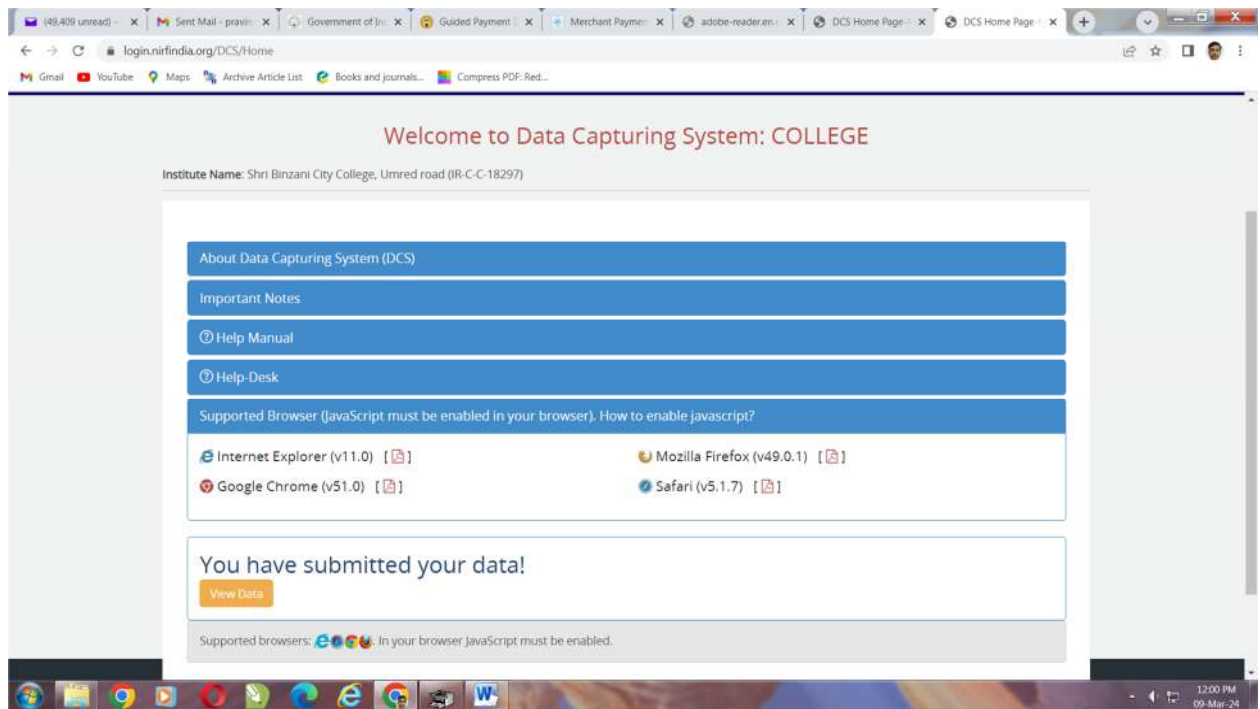 (49,409 unread) -
Sent Mail - pravin
Government of In
Guided Payment
Merchant Paymen
adobe-reader.en
DCS Home Page
DCS Home Page
login.nirfindia.org/DCS/Home
Gmail YouTube Maps Archive Article List Books and journals... Compress PDF: Red...
Welcome to Data Capturing System: COLLEGE
Institute Name: Shri Binzani City College, Umred road (IR-C-C-18297)
About Data Capturing System (DCS)
Important Notes
Help Manual
Help-Desk
Supported Browser (JavaScript must be enabled in your browser). How to enable javascript?
Internet Explorer (v11.0) [ ] Mozilla Firefox (v49.0.1) [ ]
Google Chrome (v51.0) [ ] Safari (v5.1.7) [ ]
You have submitted your data!
View Data
Supported browsers: . In your browser JavaScript must be enabled.
12:00 PM
09-Mar-24